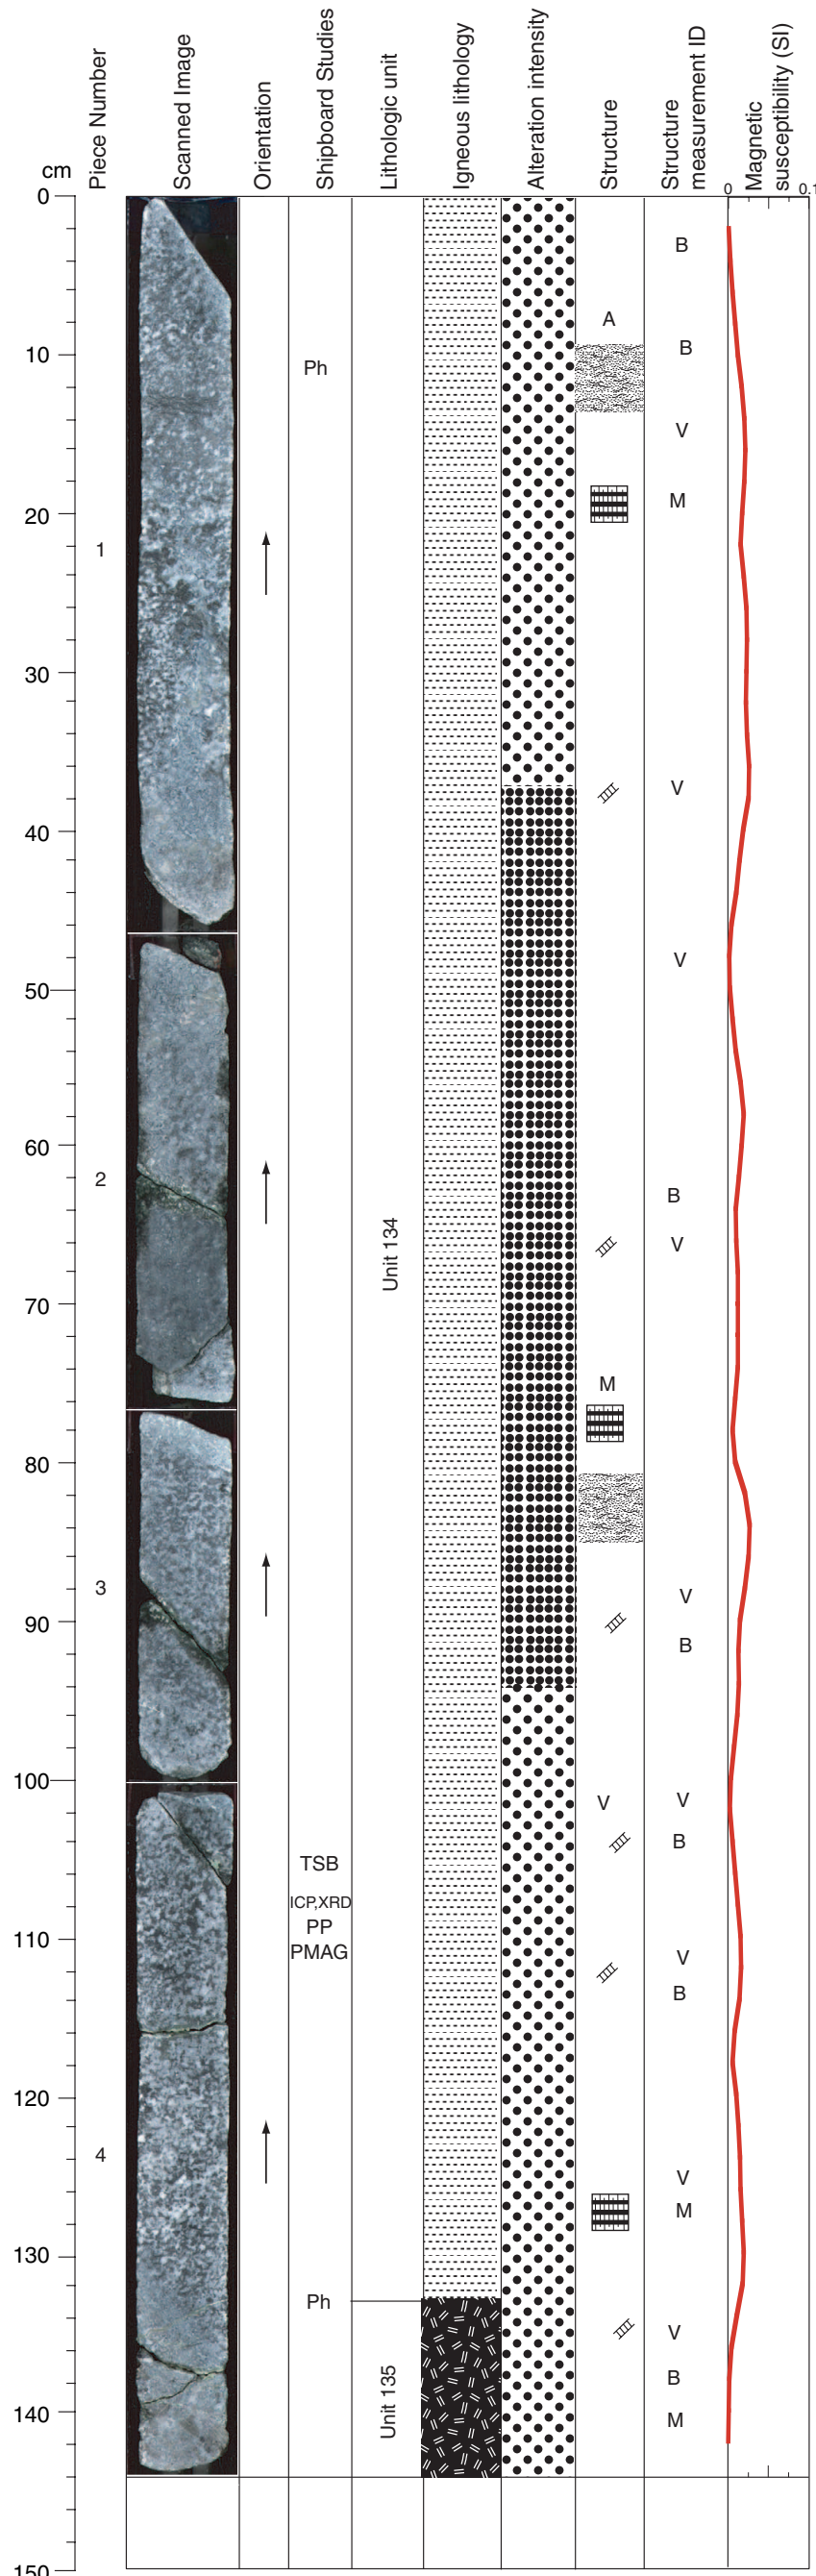 cm
Piece Number
Scanned Image
Orientation
Shipboard Studies
Lithologic unit
Igneous lithology
Alteration intensity
Structure
Structure
measurement ID
Magnetic
susceptibility (SI)
0
0
0.1
B
A
B
10
Ph
V
M
20
1
30
V
40
V
50
60
2
B
V
Unit 134
70
M
80
3
V
90
B
100
V
V
B
TSB
ICP,XRD
PP
110
PMAG
V
B
120
4
V
M
130
Ph
V
B
Unit 135
140
M
150